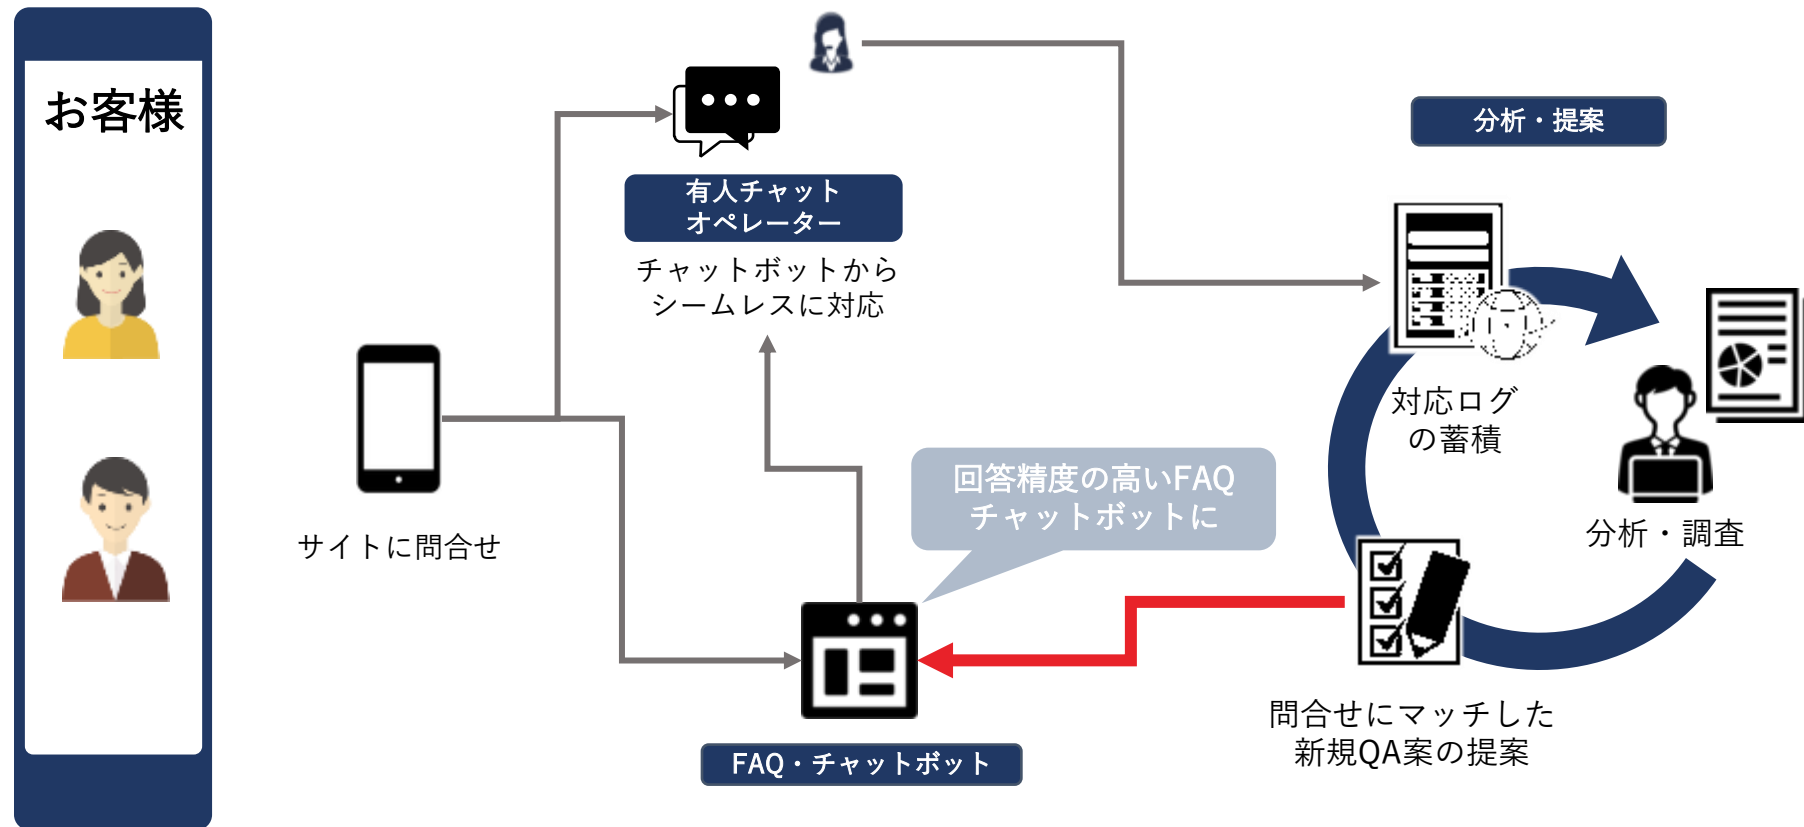 お客様
サイトに問合せ
有人チャット
オペレーター
チャットボットから
シームレスに対応
回答精度の高いFAQ
チャットボットに
FAQ・チャットボット
分析・提案
対応ログ
の蓄積
分析・調査
問合せにマッチした
新規QA案の提案